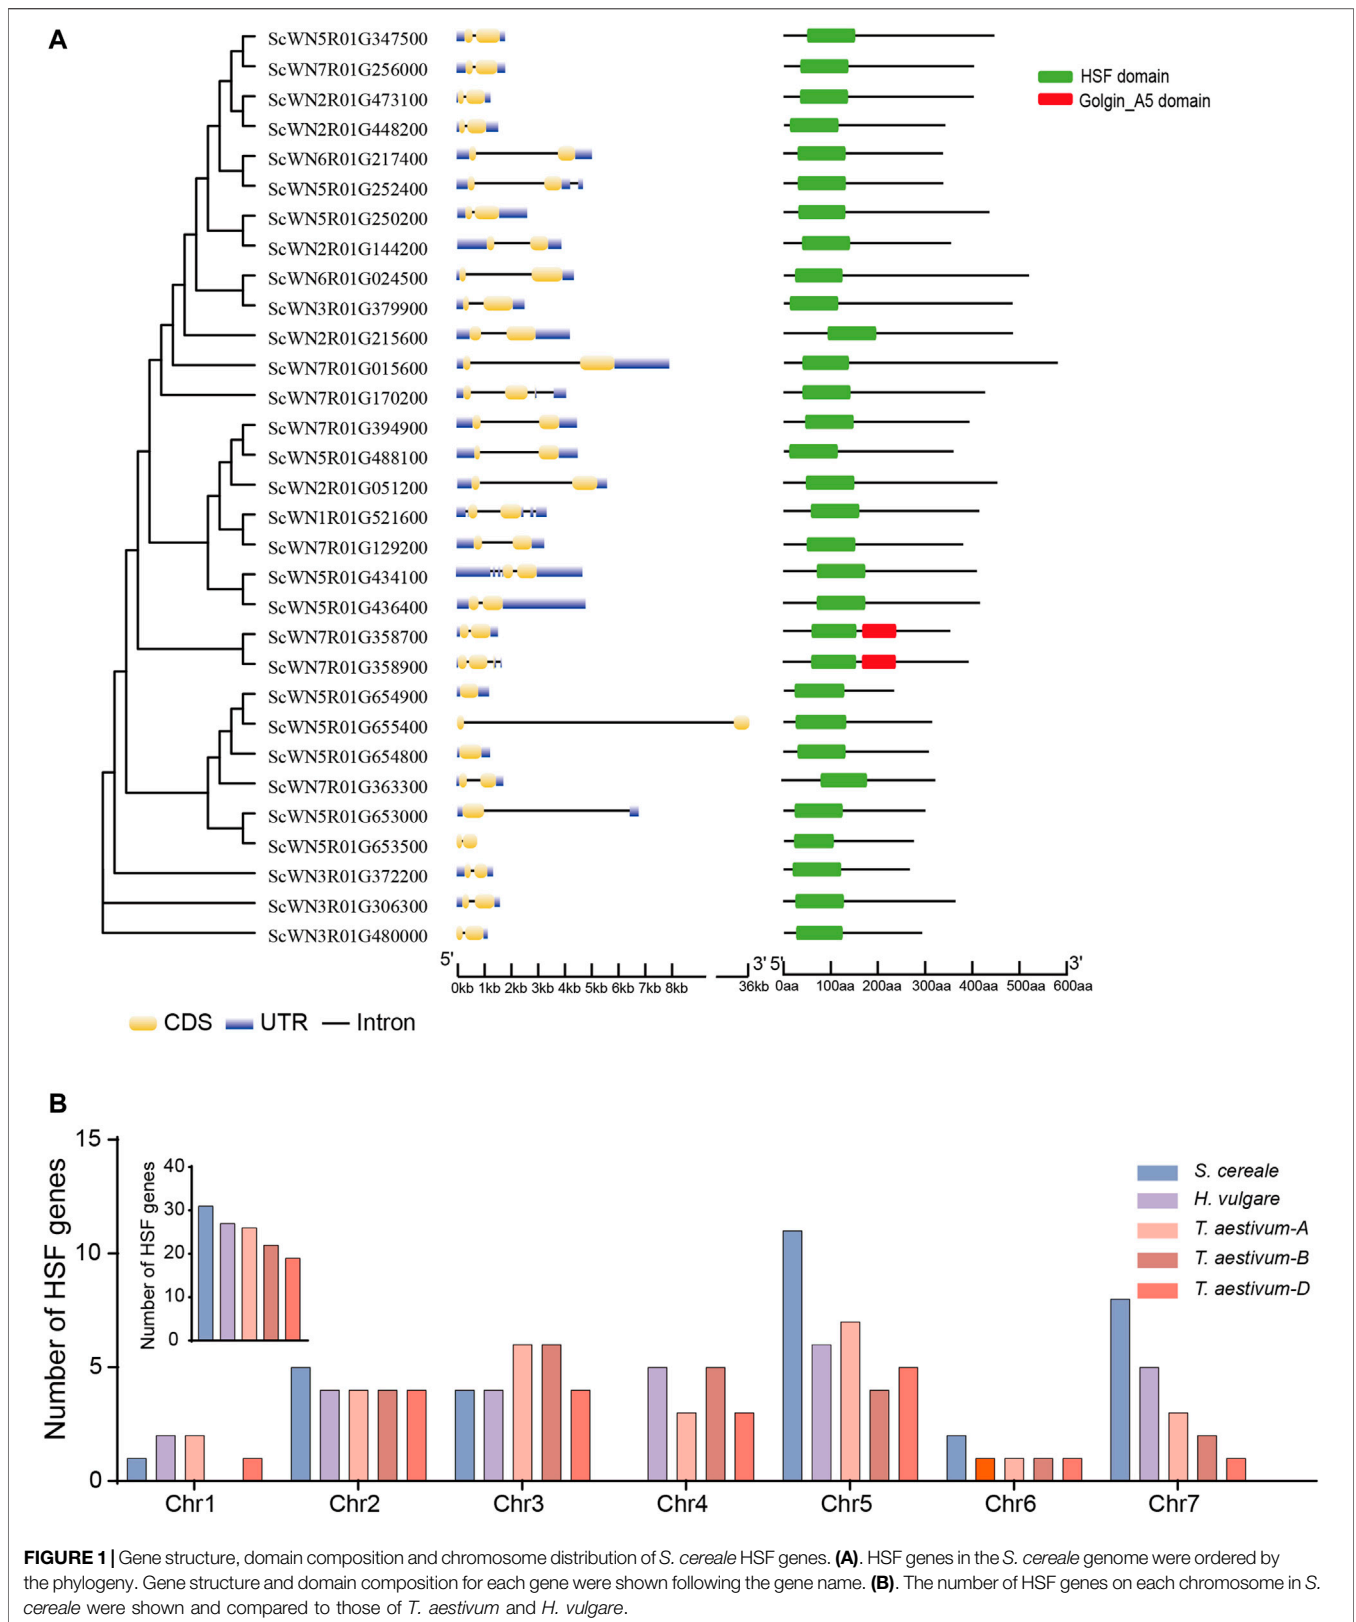 A
ScWN5R01G347500
ScWN7R01G256000
ScWN2R01G473100
ScWN2R01G448200
ScWN6R01G217400
ScWN5R01G252400
ScWN5R01G250200
ScWN2R01G144200
ScWN6R01G024500
ScWN3R01G379900
ScWN2R01G215600
ScWN7R01G015600
ScWN7R01G170200
ScWN7R01G394900
ScWN5R01G488100
ScWN2R01G051200
ScWN1R01G521600
ScWN7R01G129200
ScWN5R01G434100
ScWN5R01G436400
ScWN7R01G358700
ScWN7R01G358900
ScWN5R01G654900
ScWN5R01G655400
ScWN5R01G654800
ScWN7R01G363300
ScWN5R01G653000
ScWN5R01G653500
ScWN3R01G372200
ScWN3R01G306300
ScWN3R01G480000
HSF domain
Golgin_A5 domain
5' 3'
0kb 1kb 2kb 3kb 4kb 5kb 6kb 7kb 8kb 36kb
5' 3'
0aa 100aa 200aa 300aa 400aa 500aa 600aa
CDS UTR Intron
B
Number of HSF genes
15
10
5
0
Number of HSF genes
40
30
20
10
0
S. cereale
H. vulgare
T. aestivum-A
T. aestivum-B
T. aestivum-D
Chr1 Chr2 Chr3 Chr4 Chr5 Chr6 Chr7
FIGURE 1 | Gene structure, domain composition and chromosome distribution of S. cereale HSF genes. (A). HSF genes in the S. cereale genome were ordered by
the phylogeny. Gene structure and domain composition for each gene were shown following the gene name. (B). The number of HSF genes on each chromosome in S.
cereale were shown and compared to those of T. aestivum and H. vulgare.